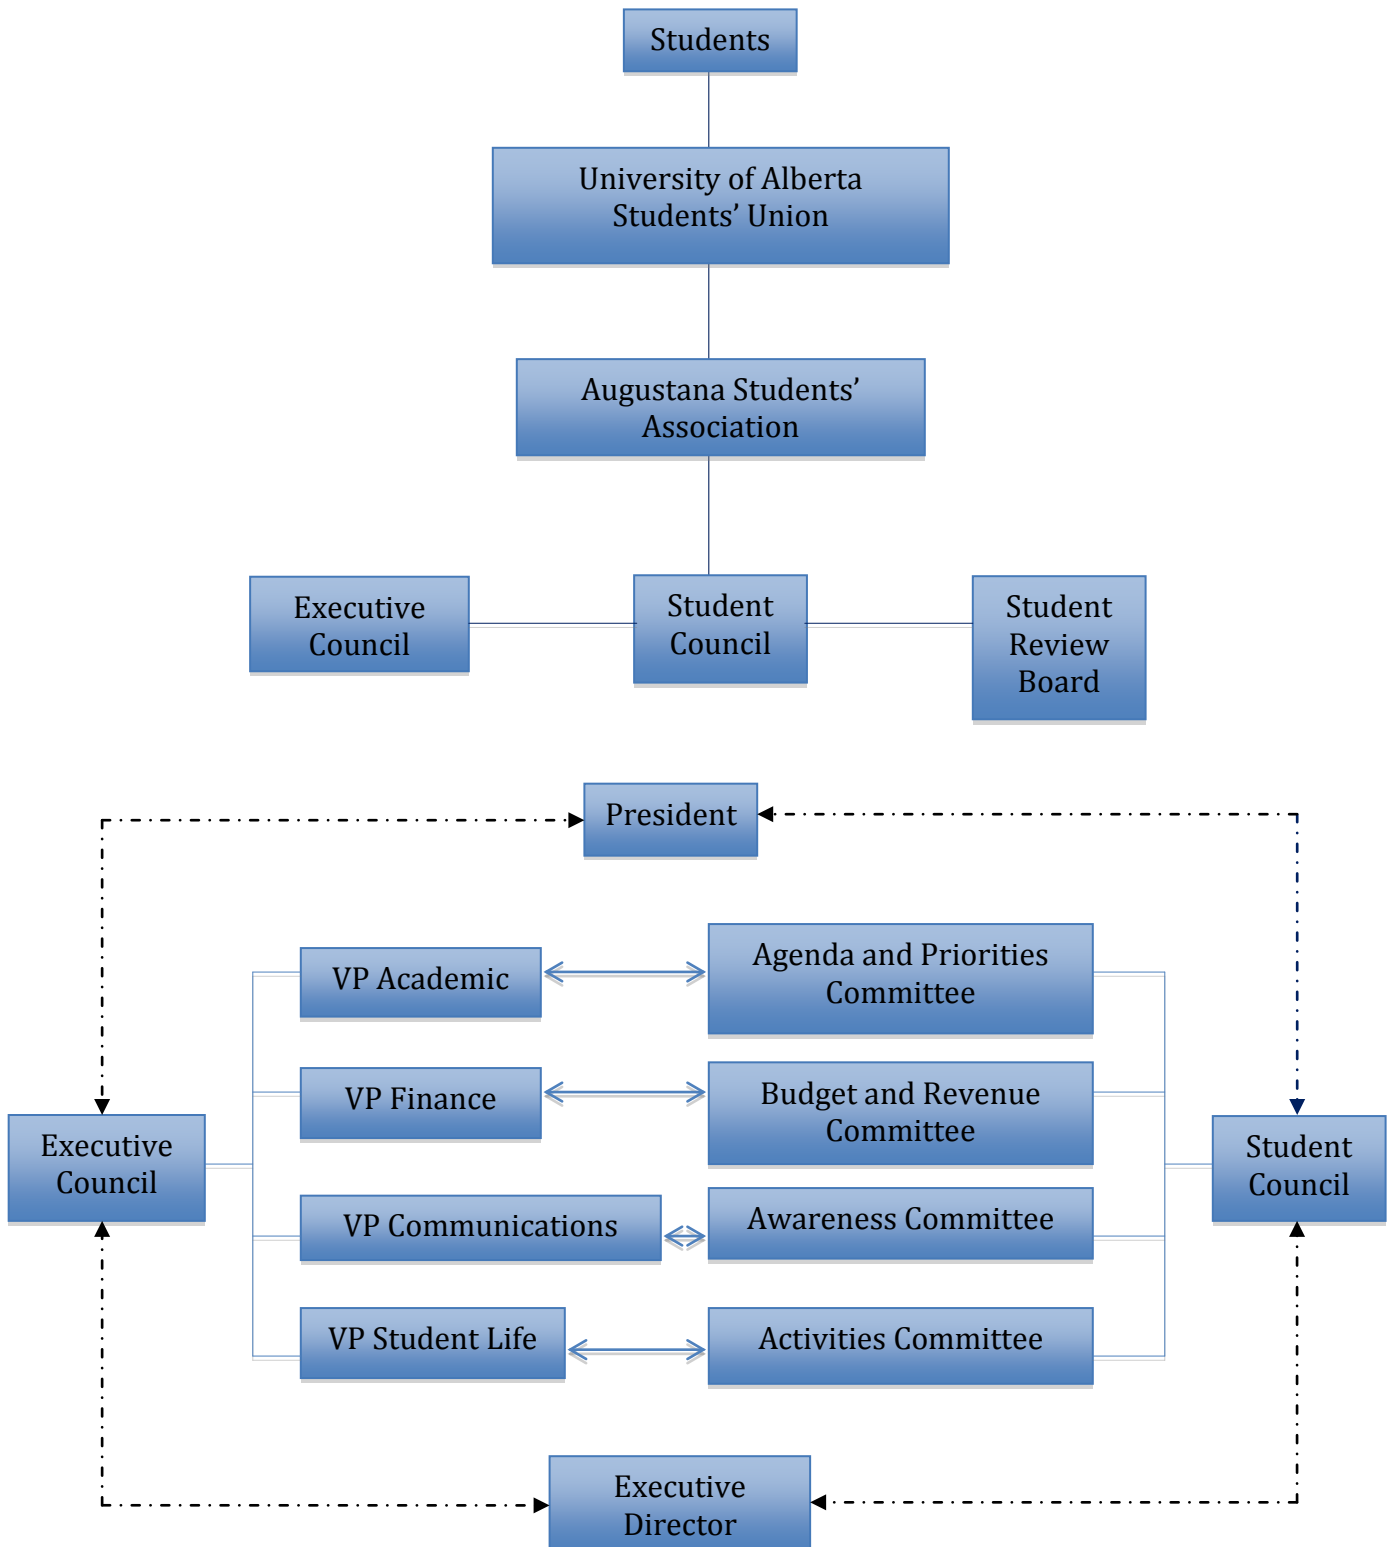 Students
University of Alberta
Students’ Union
Augustana Students’
Association
Executive
Council
Student
Council
Student
Review
Board
President
VP Academic
Agenda and Priorities
Committee
VP Finance
Budget and Revenue
Committee
Executive
Council
Student
Council
VP Communications
Awareness Committee
VP Student Life
Activities Committee
Executive
Director